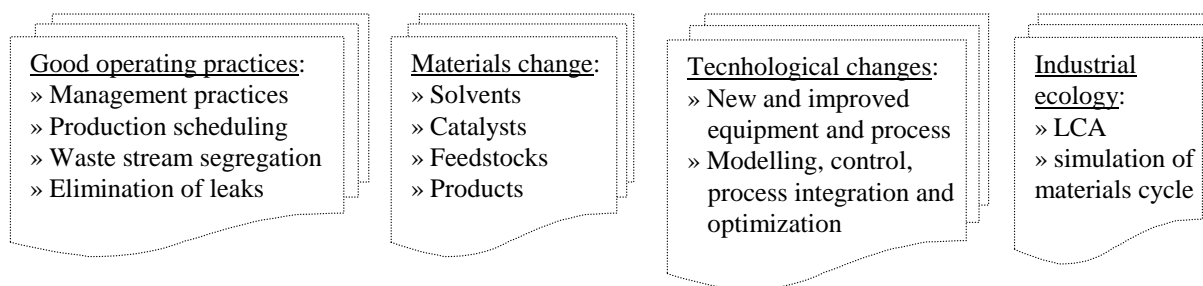 Good operating practices:
» Management practices
» Production scheduling
» Waste stream segregation
» Elimination of leaks
Materials change:
» Solvents
» Catalysts
» Feedstocks
» Products
Tecnhological changes:
» New and improved
equipment and process
» Modelling, control,
process integration and
optimization
Industrial
ecology:
» LCA
» simulation of
materials cycle